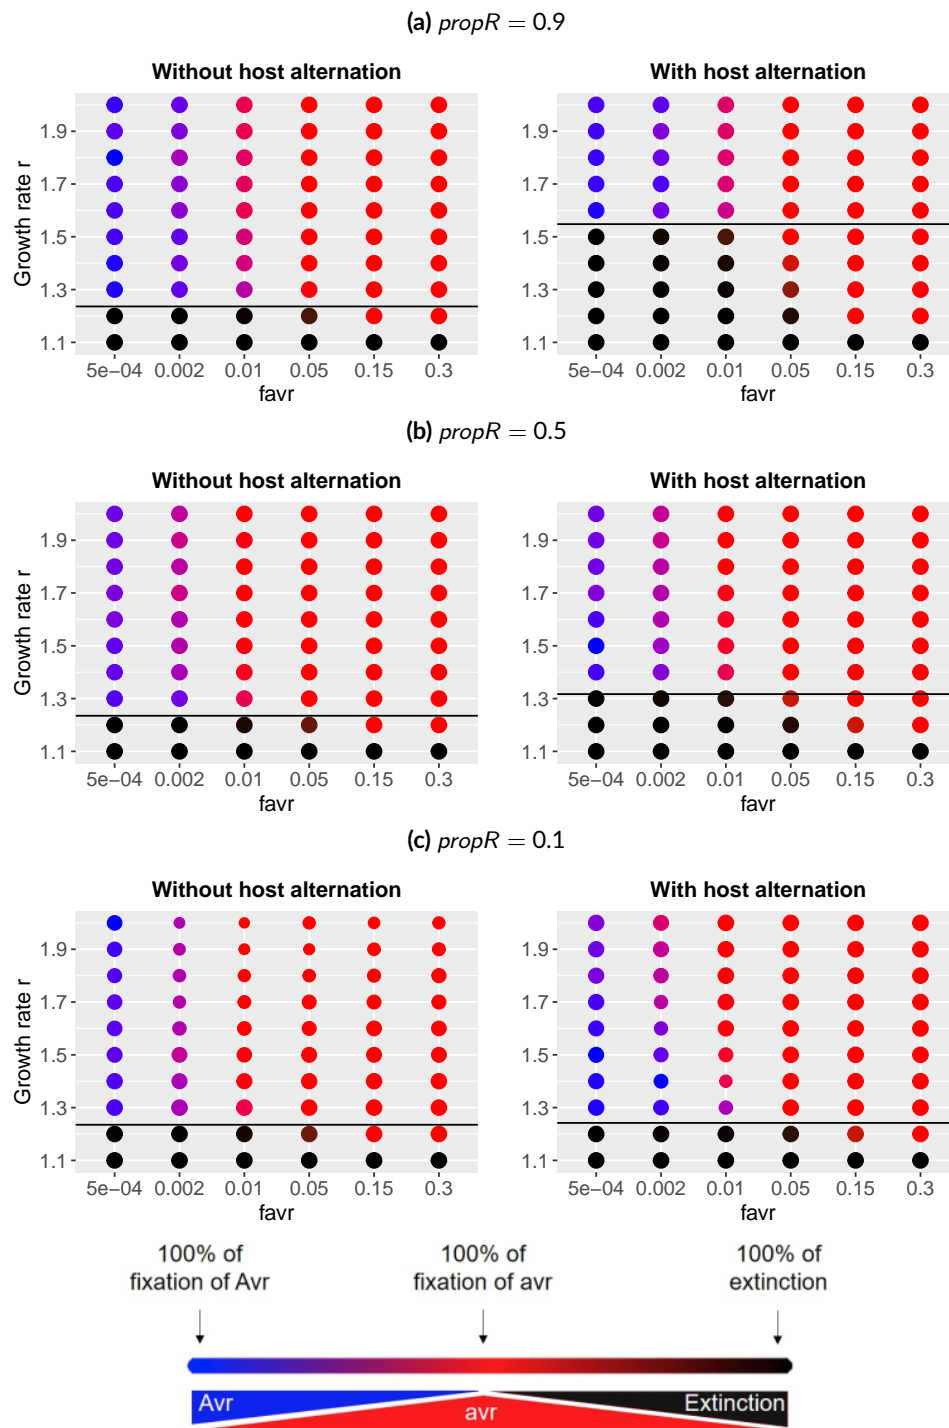 (a) propR = 0.9
Without host alternation
With host alternation
Growth rate r
1.9
1.7
1.5
1.3
1.1
5e−04 0.002 0.01 0.05 0.15 0.3
favr
5e−04 0.002 0.01 0.05 0.15 0.3
favr
1.9
1.7
1.5
1.3
1.1
(b) propR = 0.5
Without host alternation
With host alternation
Growth rate r
1.9
1.7
1.5
1.3
1.1
5e−04 0.002 0.01 0.05 0.15 0.3
favr
1.9
1.7
1.5
1.3
1.1
5e−04 0.002 0.01 0.05 0.15 0.3
favr
(c) propR = 0.1
Without host alternation
With host alternation
Growth rate r
1.9
1.7
1.5
1.3
1.1
5e−04 0.002 0.01 0.05 0.15 0.3
favr
1.9
1.7
1.5
1.3
1.1
5e−04 0.002 0.01 0.05 0.15 0.3
favr
100% of
fixation of Avr
100% of
fixation of avr
100% of
extinction
Avr
avr
Extinction